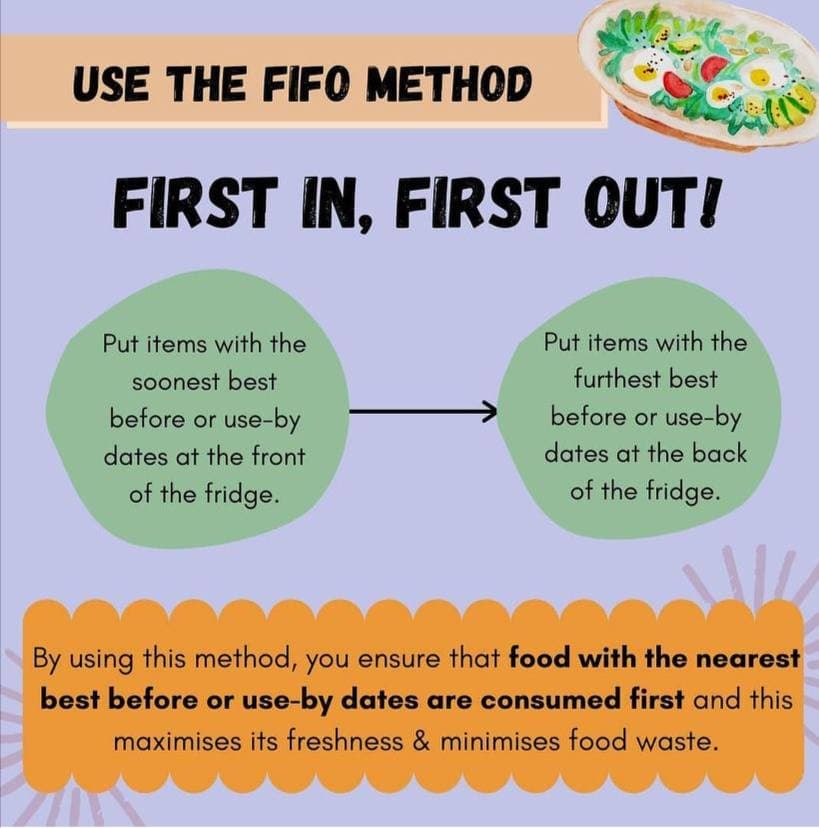 USE THE FIFO METHOD
FIRST IN, FIRST OUT!
Put items with the
soonest best
before or use-by
dates at the front
of the fridge.
Put items with the
furthest best
before or use-by
dates at the back
of the fridge.
By using this method, you ensure that food with the nearest
best before or use-by dates are consumed first and this
maximises its freshness & minimises food waste.